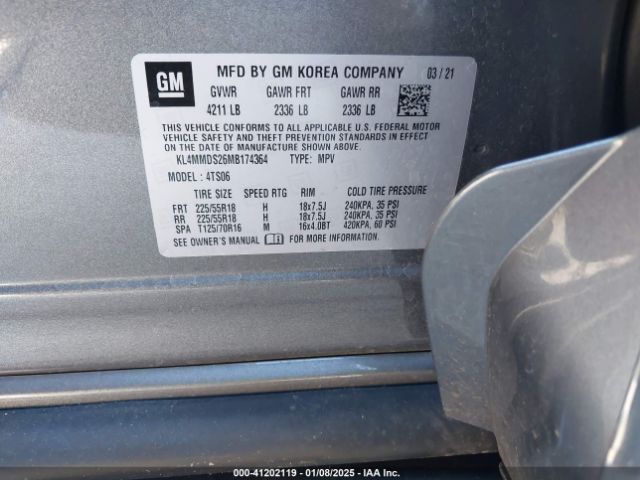 GM
MFD BY GM KOREA COMPANY 03 / 21
GVWR GAWR FRT GAWR RR
4211 LB 2336 LB 2336 LB
THIS VEHICLE CONFORMS TO ALL APPLICABLE U.S. FEDERAL MOTOR
VEHICLE SAFETY AND THEFT PREVENTION STANDARDS IN EFFECT
ON THE DATE OF MANUFACTURE SHOWN ABOVE.
KL4MMDS26MB174364 TYPE: MPV
MODEL : 4TS06
TIRE SIZE SPEED RTG RIM COLD TIRE PRESSURE
FRT 225/55R18 H 18x7.5J 240KPA, 35 PSI
RR 225/55R18 H 18x7.5J 240KPA, 35 PSI
SPA T125/70R16 M 16x4.0BT 420KPA, 60 PSI
SEE OWNER'S MANUAL FOR MORE INFORMATION.
000-41202119 - 01/08/2025 - IAA Inc.